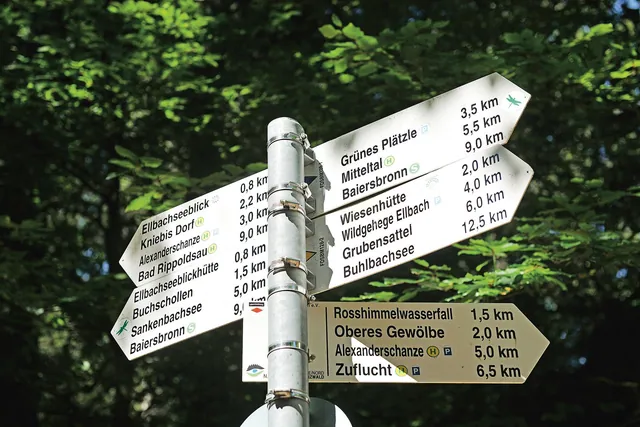 Ellbachseeblick 0,8 km
Kniebis Dorf H 2,2 km
Alexanderschanze H 3,0 km
Bad Rippoldsau H 9,0 km
Ellbachseeblickhütte 0,8 km
Buchschollen 1,5 km
Sankenbachsee 5,0 km
Baiersbronn S 9,
Grünes Plätzle 3,5 km
Mitteltal H 5,5 km
Baiersbronn S 9,0 km
Wiesenhütte 2,0 km
Wildgehege Ellbach P 4,0 km
Grubensattel 6,0 km
Buhlbachsee 12,5 km
Rosshimmelwasserfall 1,5 km
Oberes Gewölbe 2,0 km
Alexanderschanze H P 5,0 km
Zuflucht H P 6,5 km